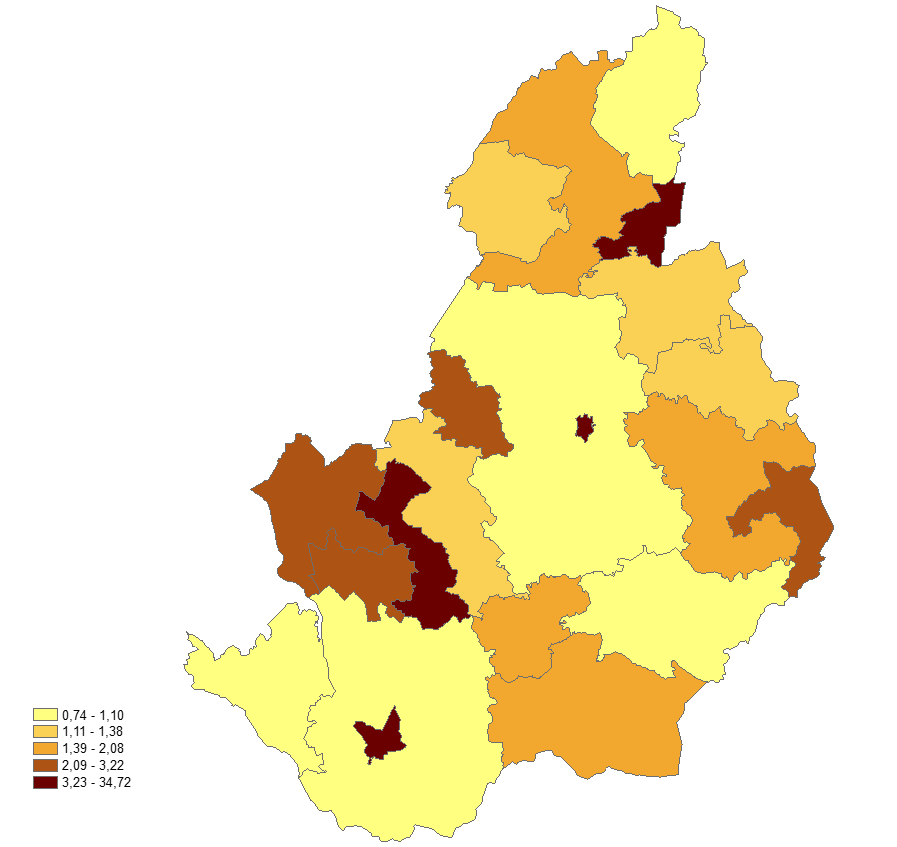 0,74 - 1,10
1,11 - 1,38
1,39 - 2,08
2,09 - 3,22
3,23 - 34,72